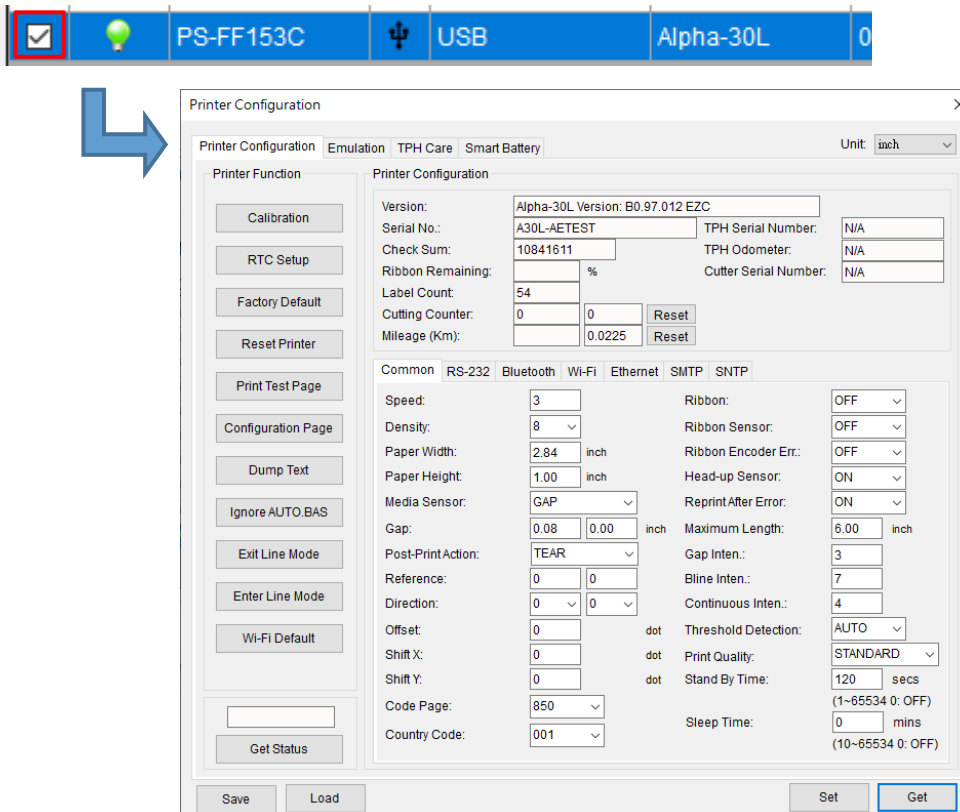 PS-FF153C USB Alpha-30L 0
Printer Configuration
Printer Configuration Emulation TPH Care Smart Battery Unit: inch
Printer Function
Calibration
RTC Setup
Factory Default
Reset Printer
Print Test Page
Configuration Page
Dump Text
Ignore AUTO.BAS
Exit Line Mode
Enter Line Mode
Wi-Fi Default
Get Status
Printer Configuration
Version: Alpha-30L Version: B0.97.012 EZC
Serial No.: A30L-AETEST TPH Serial Number: N/A
Check Sum: 10841611 TPH Odometer: N/A
Ribbon Remaining: % Cutter Serial Number: N/A
Label Count: 54
Cutting Counter: 0 0 Reset
Mileage (Km): 0.0225 Reset
Common RS-232 Bluetooth Wi-Fi Ethernet SMTP SNTP
Speed: 3 Ribbon: OFF
Density: 8 Ribbon Sensor: OFF
Paper Width: 2.84 inch Ribbon Encoder Err.: OFF
Paper Height: 1.00 inch Head-up Sensor: ON
Media Sensor: GAP Reprint After Error: ON
Gap: 0.08 0.00 inch Maximum Length: 6.00 inch
Post-Print Action: TEAR Gap Inten.: 3
Reference: 0 0 Bline Inten.: 7
Direction: 0 0 Continuous Inten.: 4
Offset: 0 dot Threshold Detection: AUTO
Shift X: 0 dot Print Quality: STANDARD
Shift Y: 0 dot Stand By Time: 120 secs
(1~65534 0: OFF)
Code Page: 850
Sleep Time: 0 mins
Country Code: 001
(10~65534 0: OFF)
Save Load Set Get